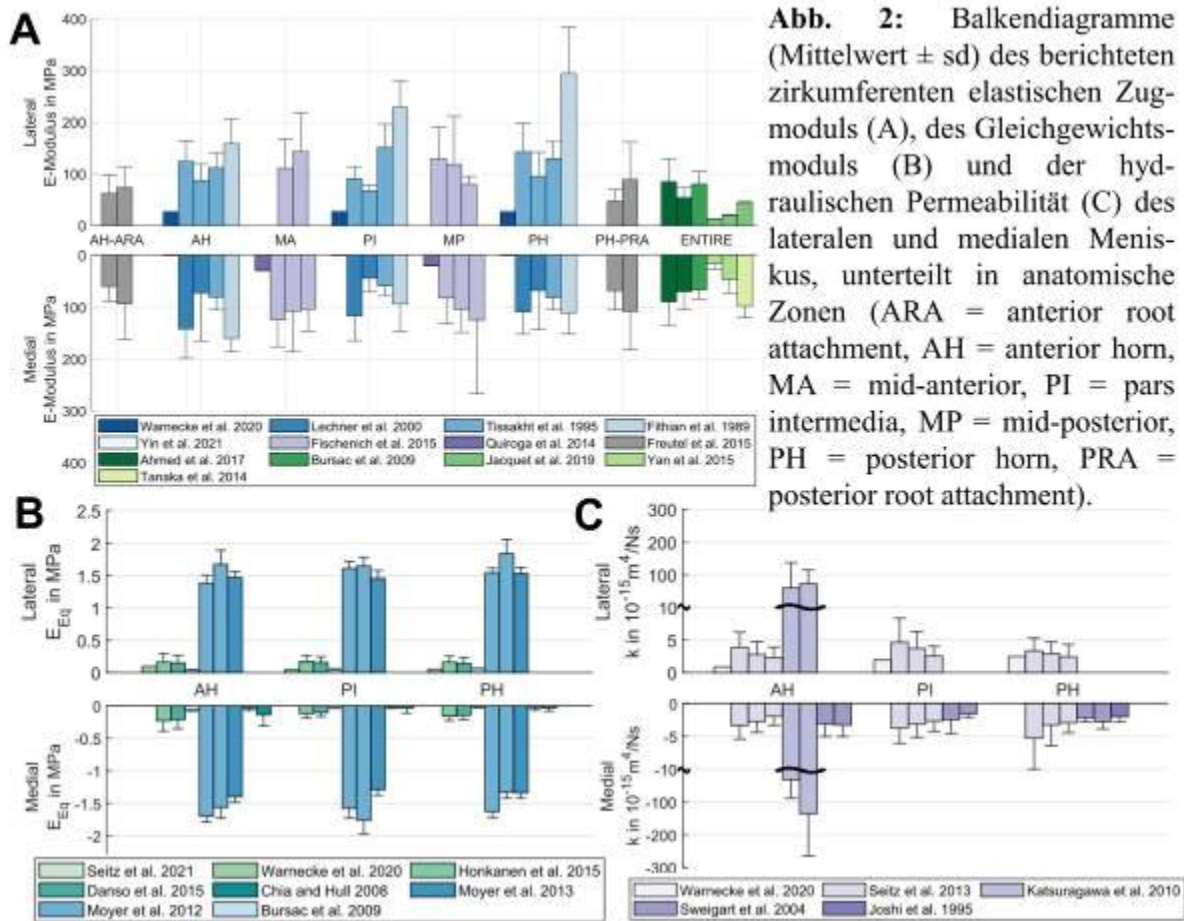 A
400
300
200
100
0
Lateral
E-Modulus in MPa
AH-ARA AH MA PI MP PH PH-PRA ENTIRE
0
100
200
300
400
Medial
E-Modulus in MPa
Warnecke et al. 2020 Lechner et al. 2000 Tissakht et al. 1995 Fithian et al. 1989
Yin et al. 2021 Fischenich et al. 2015 Quiroga et al. 2014 Freutel et al. 2015
Ahmed et al. 2017 Bursac et al. 2009 Jacquet et al. 2019 Yan et al. 2015
Tanaka et al. 2014
Abb. 2: Balkendiagramme
(Mittelwert ± sd) des berichteten
zirkumferenten elastischen Zug-
moduls (A), des Gleichgewichts-
moduls (B) und der hyd-
raulischen Permeabilität (C) des
lateralen und medialen Menis-
kus, unterteilt in anatomische
Zonen (ARA = anterior root
attachment, AH = anterior horn,
MA = mid-anterior, PI = pars
intermedia, MP = mid-posterior,
PH = posterior horn, PRA =
posterior root attachment).
B
2.5
2
1.5
1
0.5
0
Lateral
E_Eq in MPa
AH PI PH
0
-0.5
-1
-1.5
-2
Medial
E_Eq in MPa
Seitz et al. 2021 Warnecke et al. 2020 Honkanen et al. 2015
Danso et al. 2015 Chia and Hull 2008 Moyer et al. 2013
Moyer et al. 2012 Bursac et al. 2009
C
300
200
100
10
5
0
Lateral
k in 10^-15 m^4/Ns
AH PI PH
0
-5
-10
-100
-200
-300
Medial
k in 10^-15 m^4/Ns
Warnecke et al. 2020 Seitz et al. 2013 Katsuragawa et al. 2010
Sweigart et al. 2004 Joshi et al. 1995